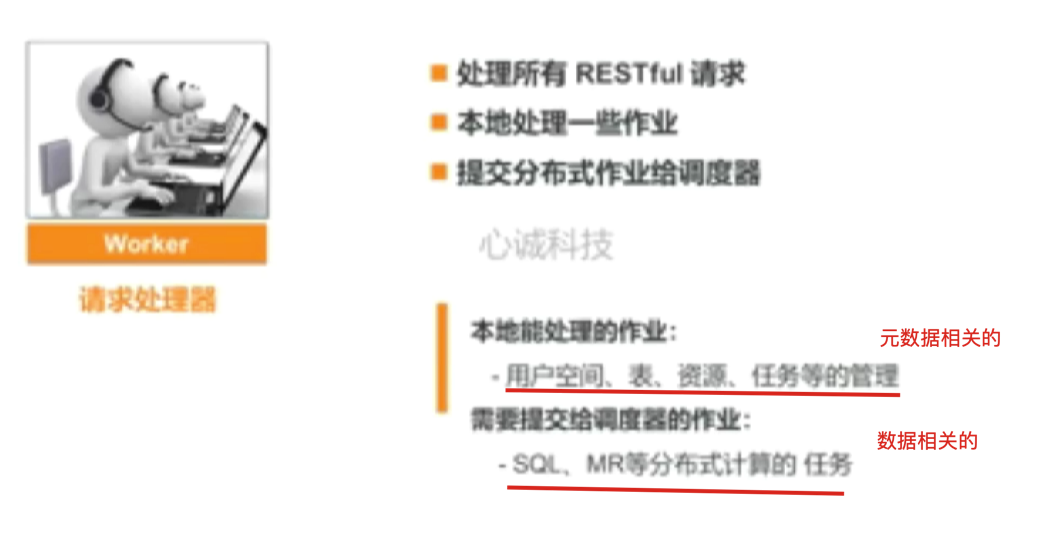 处理所有 RESTful 请求
本地处理一些作业
提交分布式作业给调度器
心诚科技
Worker
请求处理器
本地能处理的作业：
元数据相关的
- 用户空间、表、资源、任务等的管理
需要提交给调度器的作业：
数据相关的
- SQL、MR等分布式计算的 任务